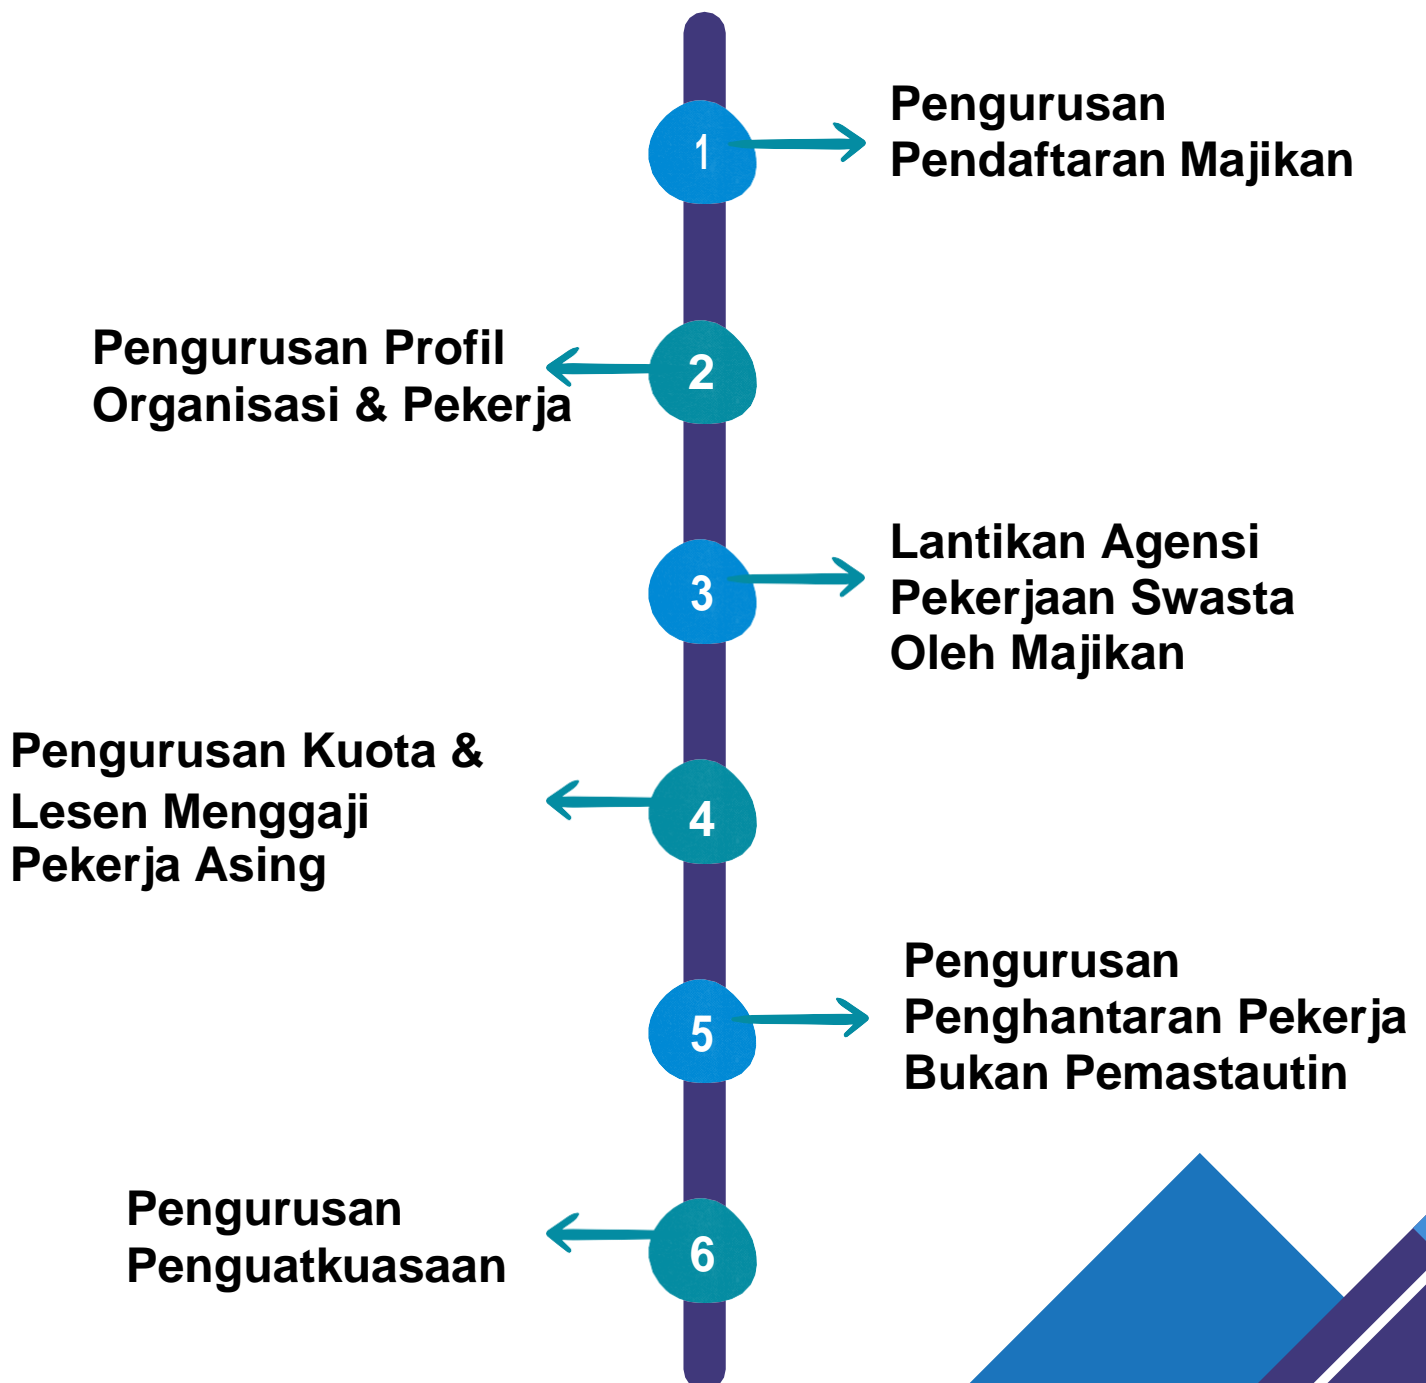 1
Pengurusan
Pendaftaran Majikan
Pengurusan Profil
Organisasi & Pekerja
2
3
Lantikan Agensi
Pekerjaan Swasta
Oleh Majikan
Pengurusan Kuota &
Lesen Menggaji
Pekerja Asing
4
5
Pengurusan
Penghantaran Pekerja
Bukan Pemastautin
Pengurusan
Penguatkuasaan
6